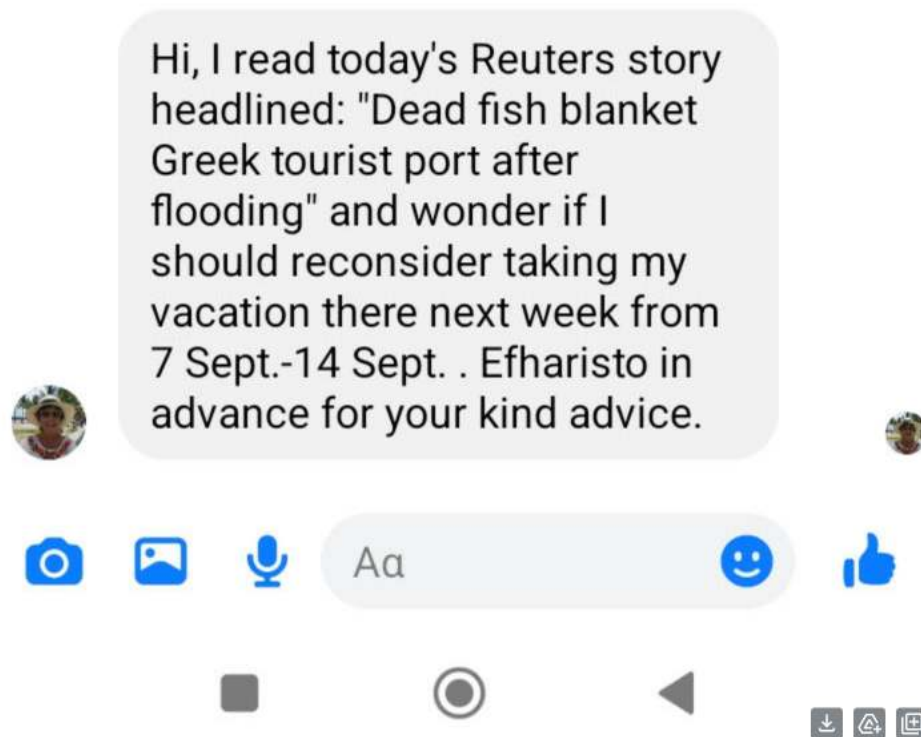 Hi, I read today's Reuters story
headlined: "Dead fish blanket
Greek tourist port after
flooding" and wonder if I
should reconsider taking my
vacation there next week from
7 Sept.-14 Sept. . Efharisto in
advance for your kind advice.
Aa